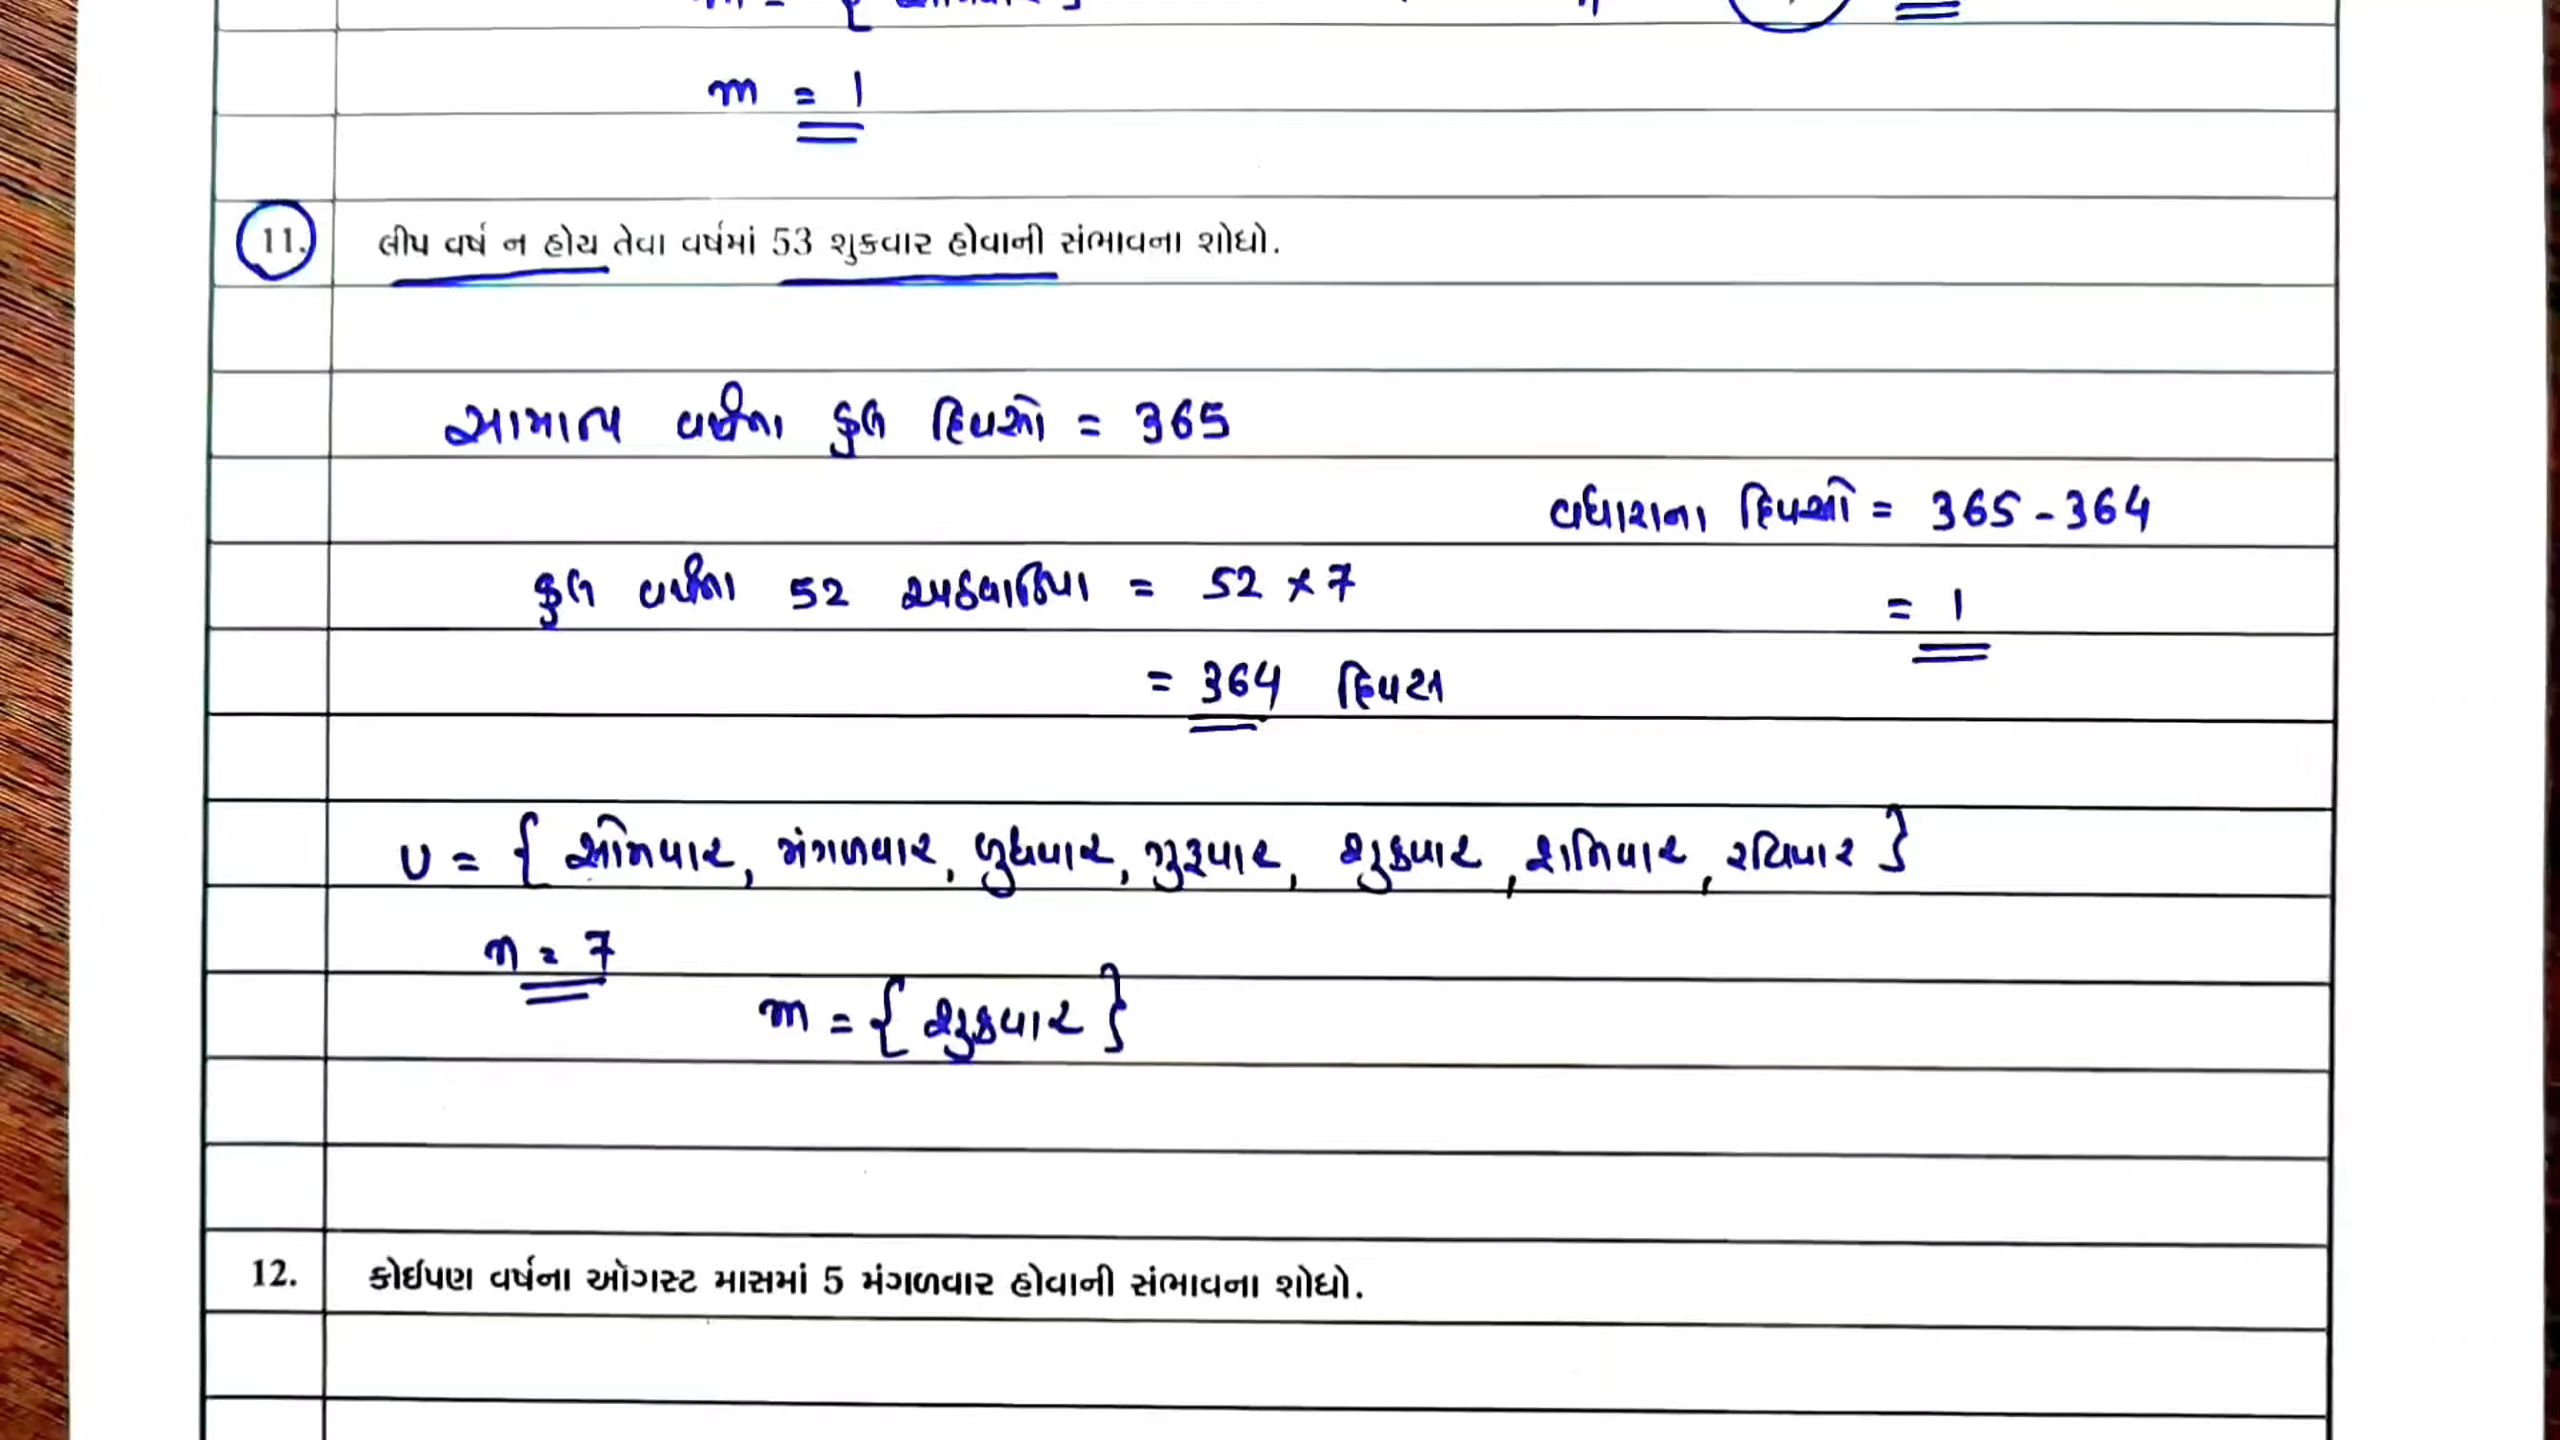 m = 1
11. લીપ વર્ષ ન હોય તેવા વર્ષમાં 53 શુક્રવાર હોવાની સંભાવના શોધો.
સામાન્ય વર્ષના કુલ દિવસો = 365
વધારાના દિવસો = 365 - 364
કુલ વર્ષના 52 અઠવાડિયા = 52 × 7
= 1
= 364 દિવસ
U = { સોમવાર, મંગળવાર, બુધવાર, ગુરૂવાર, શુક્રવાર, શનિવાર, રવિવાર }
n = 7
m = { શુક્રવાર }
12. કોઈપણ વર્ષના ઑગસ્ટ માસમાં 5 મંગળવાર હોવાની સંભાવના શોધો.